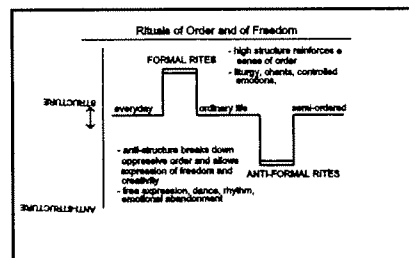 Rituals of Order and of Freedom
FORMAL RITES
- high structure reinforces a
sense of order
- liturgy, chants, controlled
emotions,
STRUCTURE
everyday
ordinary life
semi-ordered
- anti-structure breaks down
oppressive order and allows
expression of freedom and
creativity
- free expression, dance, rhythm,
emotional abandonment
ANTI-FORMAL RITES
ANTI-STRUCTURE